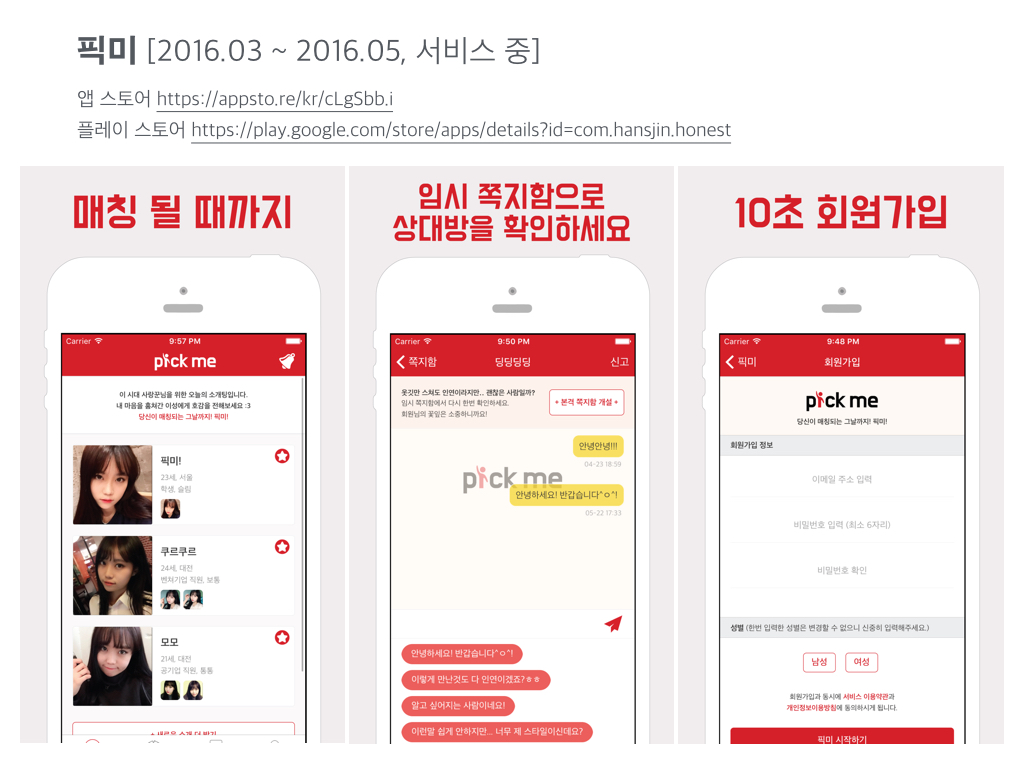 픽미 [2016.03 ~ 2016.05, 서비스 중]
앱 스토어 https://appsto.re/kr/cLgSbb.i
플레이 스토어 https://play.google.com/store/apps/details?id=com.hansjin.honest
매칭 될 때까지
Carrier 9:57 PM
pick me
이 시대 사랑꾼님을 위한 오늘의 소개팅입니다.
내 마음을 훔쳐간 이성에게 호감을 전해보세요 :3
당신이 매칭되는 그날까지! 픽미!
픽미!
23세, 서울
학생, 슬림
쿠르쿠르
24세, 대전
벤처기업 직원, 보통
모모
21세, 대전
공기업 직원, 통통
+ 새로운 소개 더 받기
임시 쪽지함으로
상대방을 확인하세요
Carrier 9:50 PM
쪽지함 딩딩딩딩 신고
옷깃만 스쳐도 인연이라지만... 괜찮은 사람일까?
임시 쪽지함에서 다시 한번 확인하세요.
회원님의 꽃잎은 소중하니까요!
+ 본격 쪽지함 개설 +
안녕안녕!!!
04-23 18:59
pick me
안녕하세요! 반갑습니다^ㅇ^!
05-22 17:33
안녕하세요! 반갑습니다^ㅇ^!
이렇게 만난것도 다 인연이겠죠?ㅎㅎ
알고 싶어지는 사람이네요!
이런말 쉽게 안하지만... 너무 제 스타일이신데요?
10초 회원가입
Carrier 9:48 PM
픽미 회원가입
pick me
당신이 매칭되는 그날까지! 픽미!
회원가입 정보
이메일 주소 입력
비밀번호 입력 (최소 6자리)
비밀번호 확인
성별 (한번 입력한 성별은 변경할 수 없으니 신중히 입력해주세요.)
남성 여성
회원가입과 동시에 서비스 이용약관과
개인정보이용방침에 동의하시게 됩니다.
픽미 시작하기